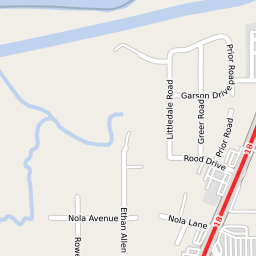 Prior Road
Garson Drive
Littledale Road
Greer Road
Prior Road
Rood Drive
18
Nola Avenue
Ethan Allen
Nola Lane
18
Rowe